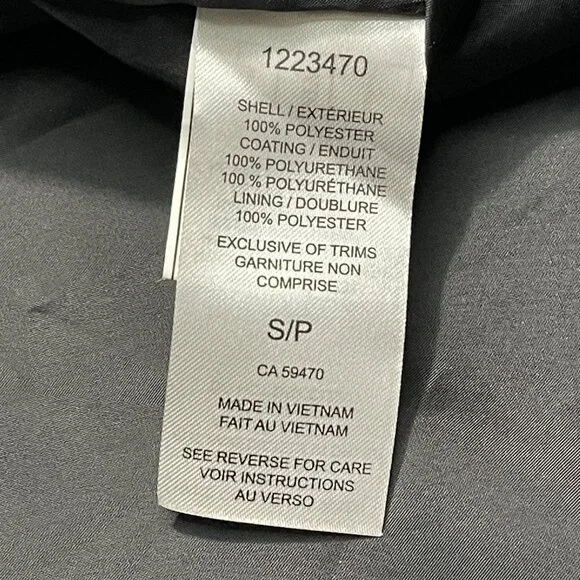 1223470
SHELL / EXTÉRIEUR
100% POLYESTER
COATING / ENDUIT
100% POLYURETHANE
100 % POLYURÉTHANE
LINING / DOUBLURE
100% POLYESTER
EXCLUSIVE OF TRIMS
GARNITURE NON
COMPRISE
S/P
CA 59470
MADE IN VIETNAM
FAIT AU VIETNAM
SEE REVERSE FOR CARE
VOIR INSTRUCTIONS
AU VERSO